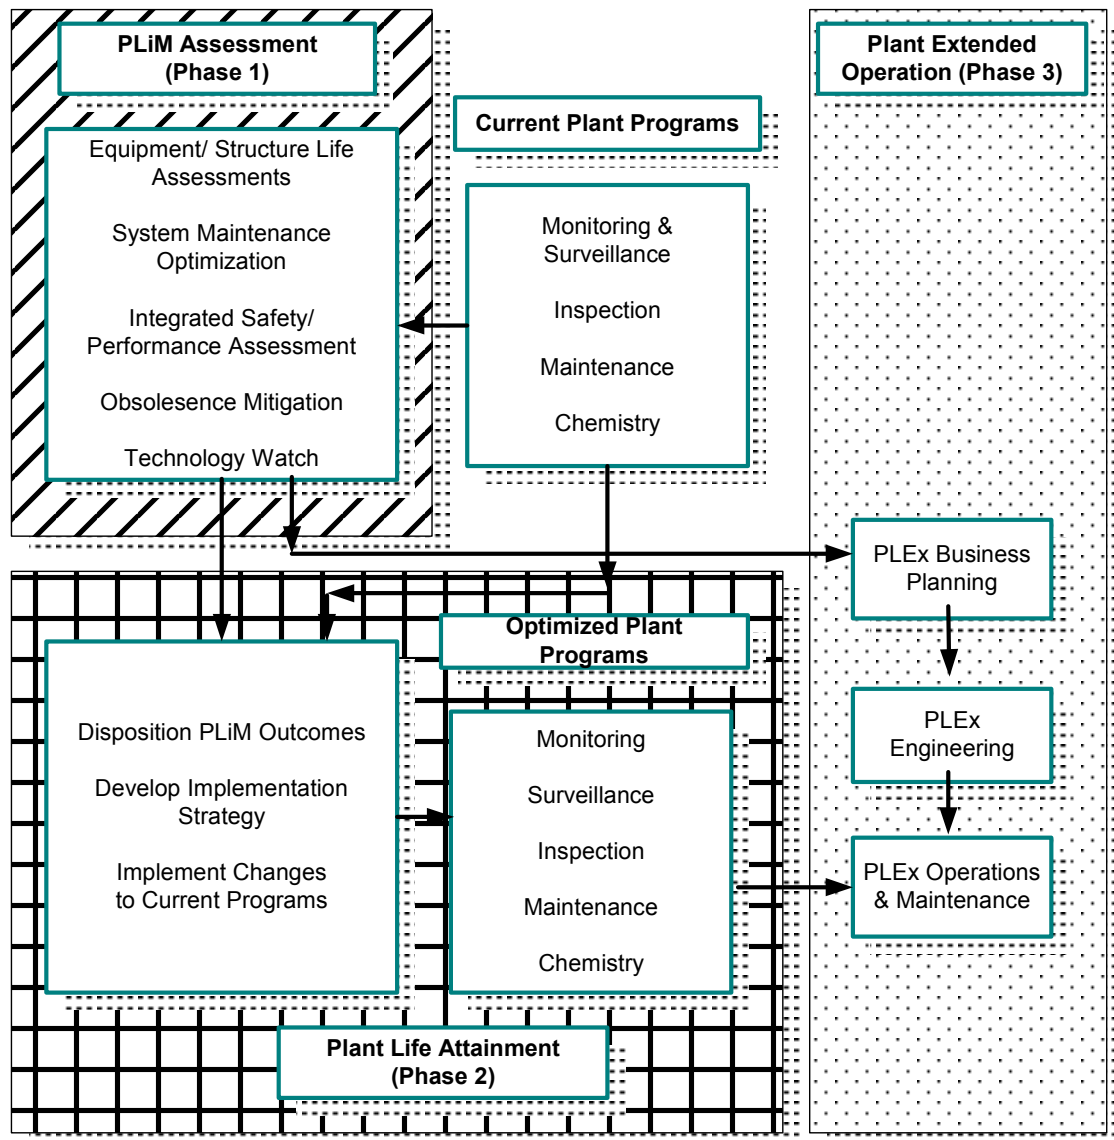 PLiM Assessment
(Phase 1)
Equipment/ Structure Life
Assessments
System Maintenance
Optimization
Integrated Safety/
Performance Assessment
Obsolesence Mitigation
Technology Watch
Current Plant Programs
Monitoring &
Surveillance
Inspection
Maintenance
Chemistry
Plant Extended
Operation (Phase 3)
PLEx Business
Planning
PLEx
Engineering
PLEx Operations
& Maintenance
Disposition PLiM Outcomes
Develop Implementation
Strategy
Implement Changes
to Current Programs
Optimized Plant
Programs
Monitoring
Surveillance
Inspection
Maintenance
Chemistry
Plant Life Attainment
(Phase 2)